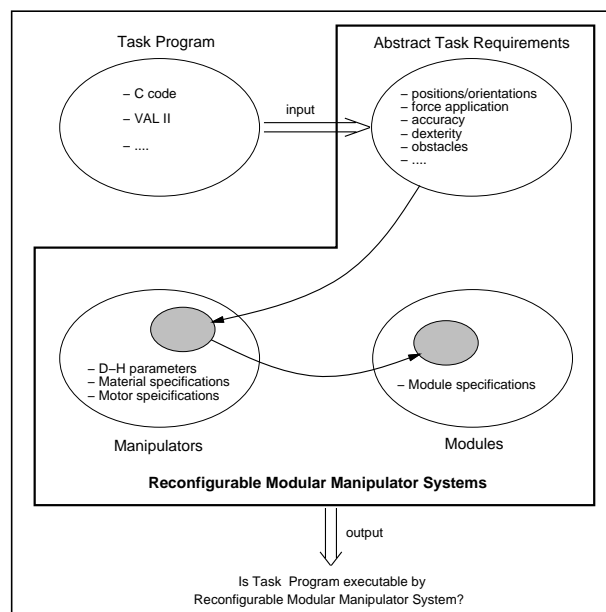 Task Program
– C code
– VAL II
– ....
input
Abstract Task Requirements
– positions/orientations
– force application
– accuracy
– dexterity
– obstacles
– ....
– D–H parameters
– Material specifications
– Motor speicifications
Manipulators
– Module specifications
Modules
Reconfigurable Modular Manipulator Systems
output
Is Task Program executable by
Reconfigurable Modular Manipulator System?